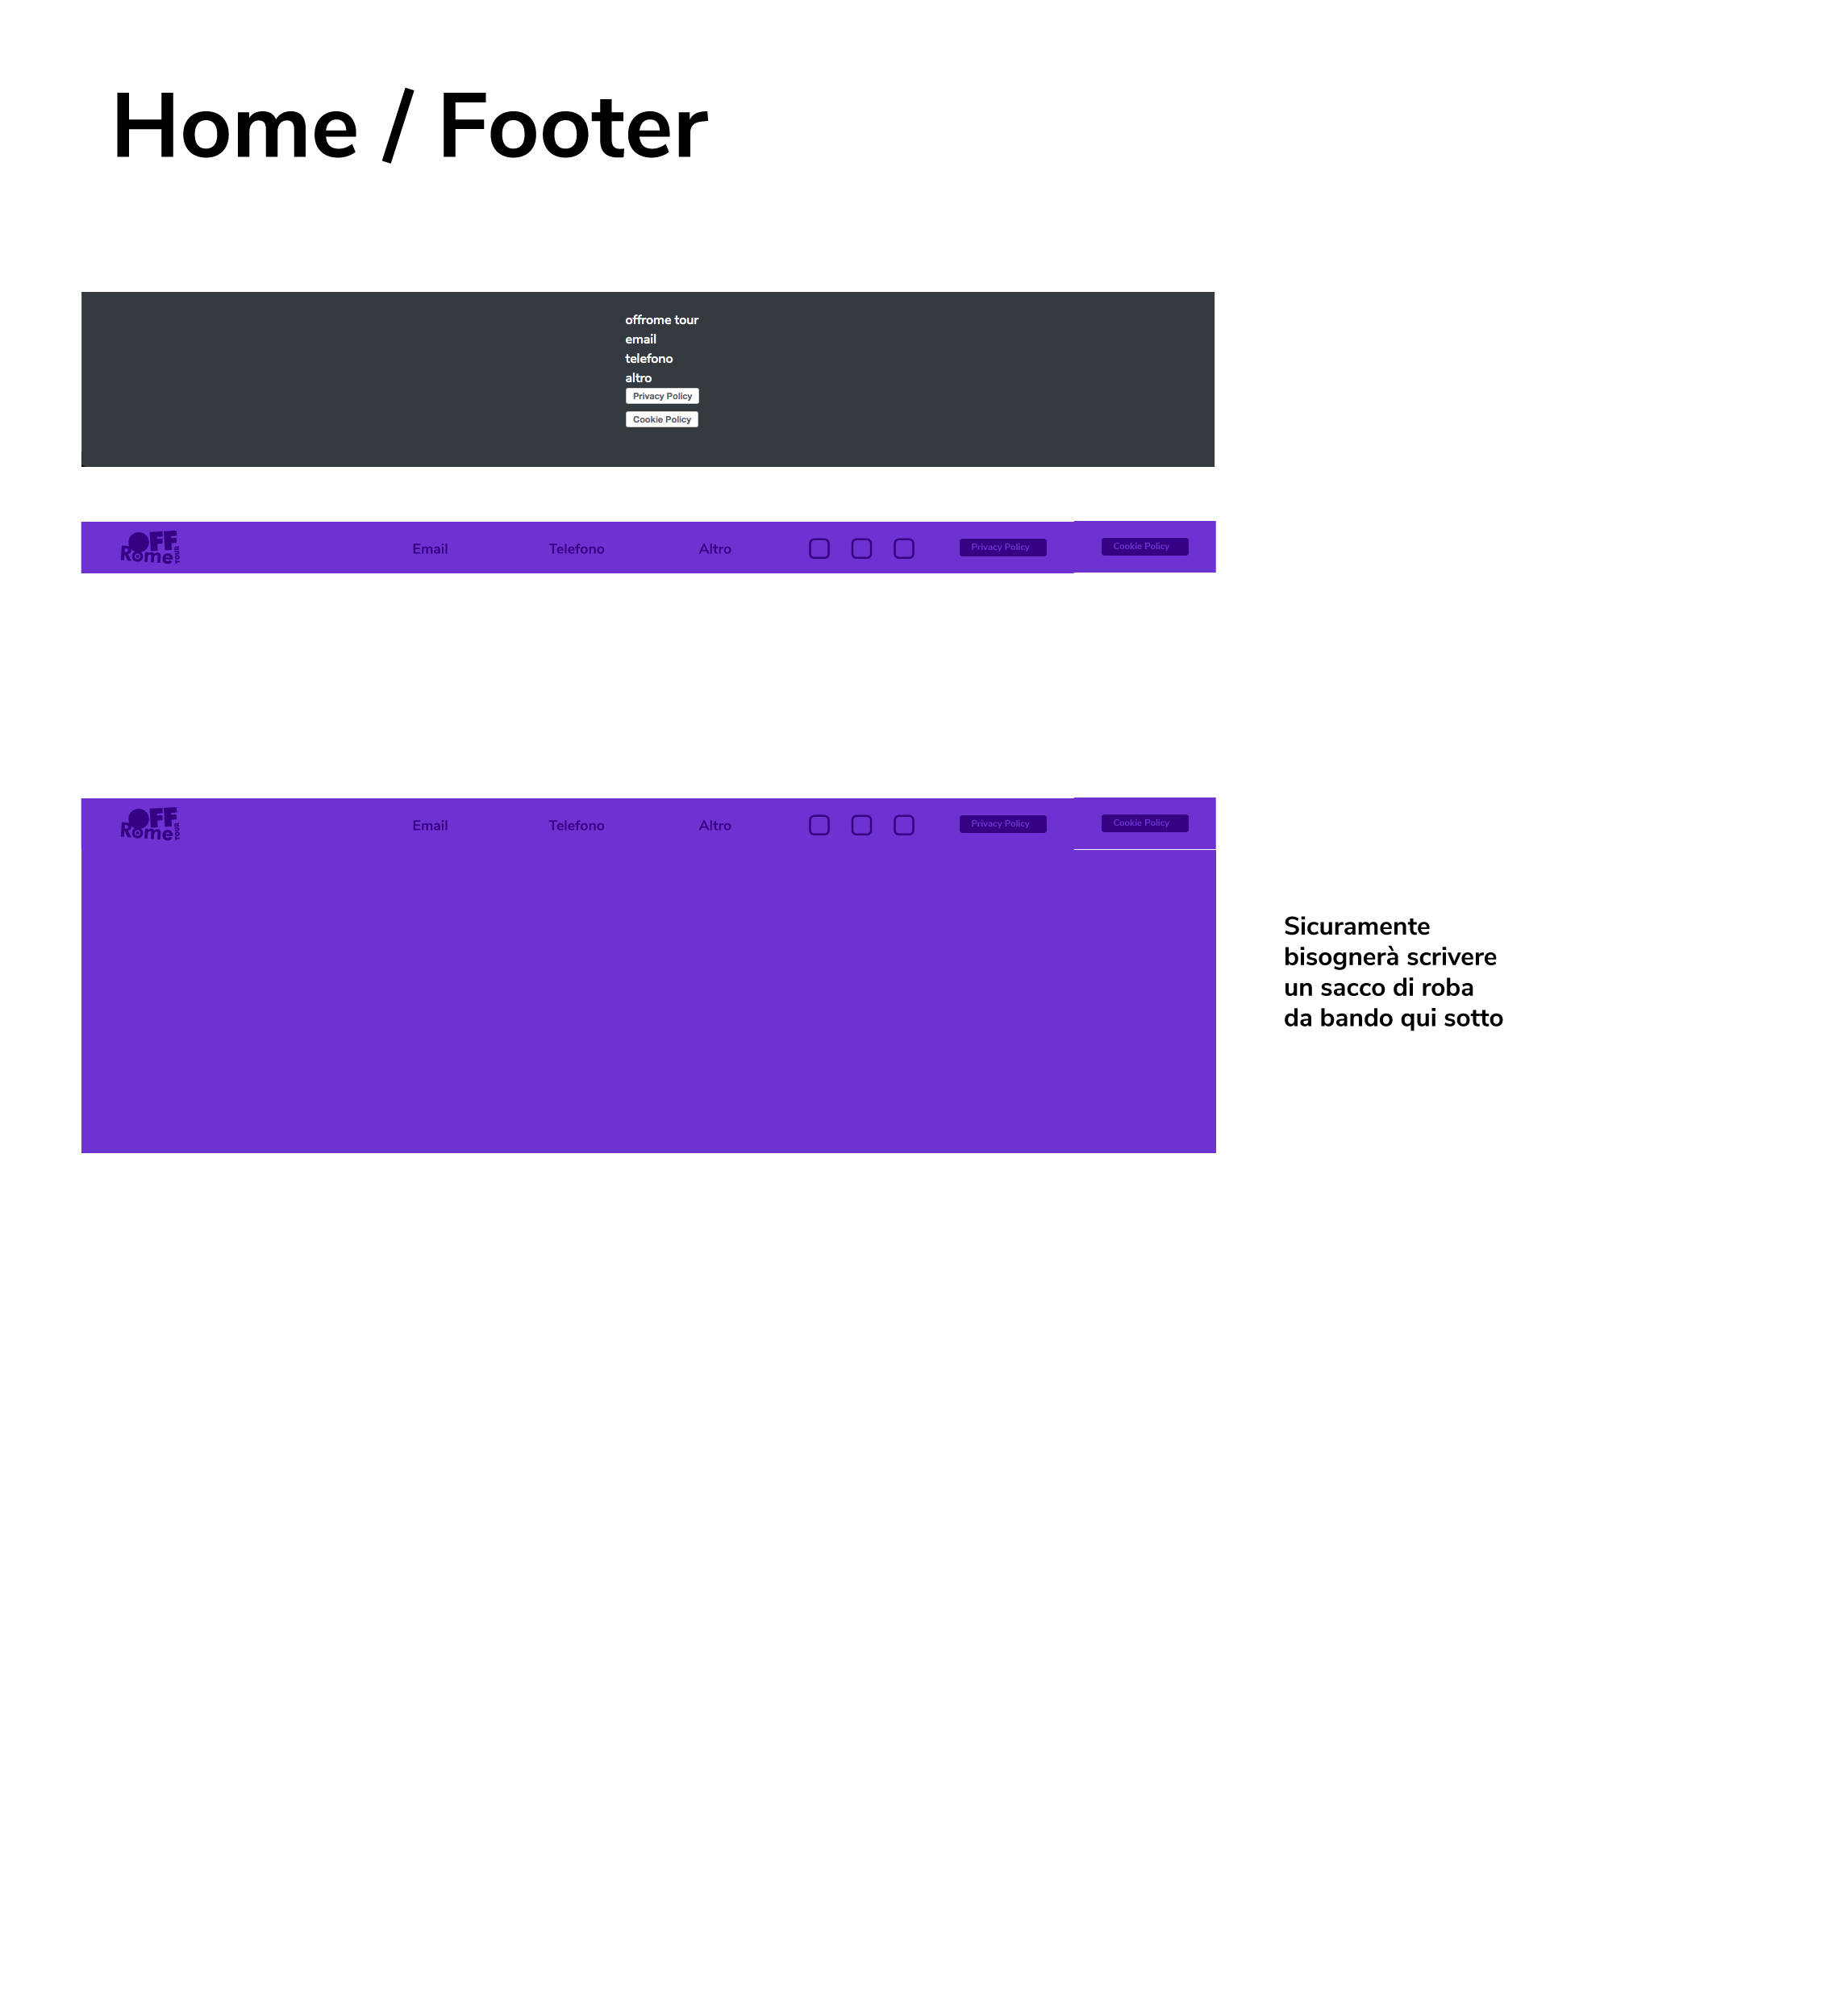 Home / Footer
offrome tour
email
telefono
altro
Privacy Policy
Cookie Policy
OFF
Rome
TOUR
Email Telefono Altro Privacy Policy Cookie Policy
OFF
Rome
TOUR
Email Telefono Altro Privacy Policy Cookie Policy
Sicuramente
bisognerà scrivere
un sacco di roba
da bando qui sotto